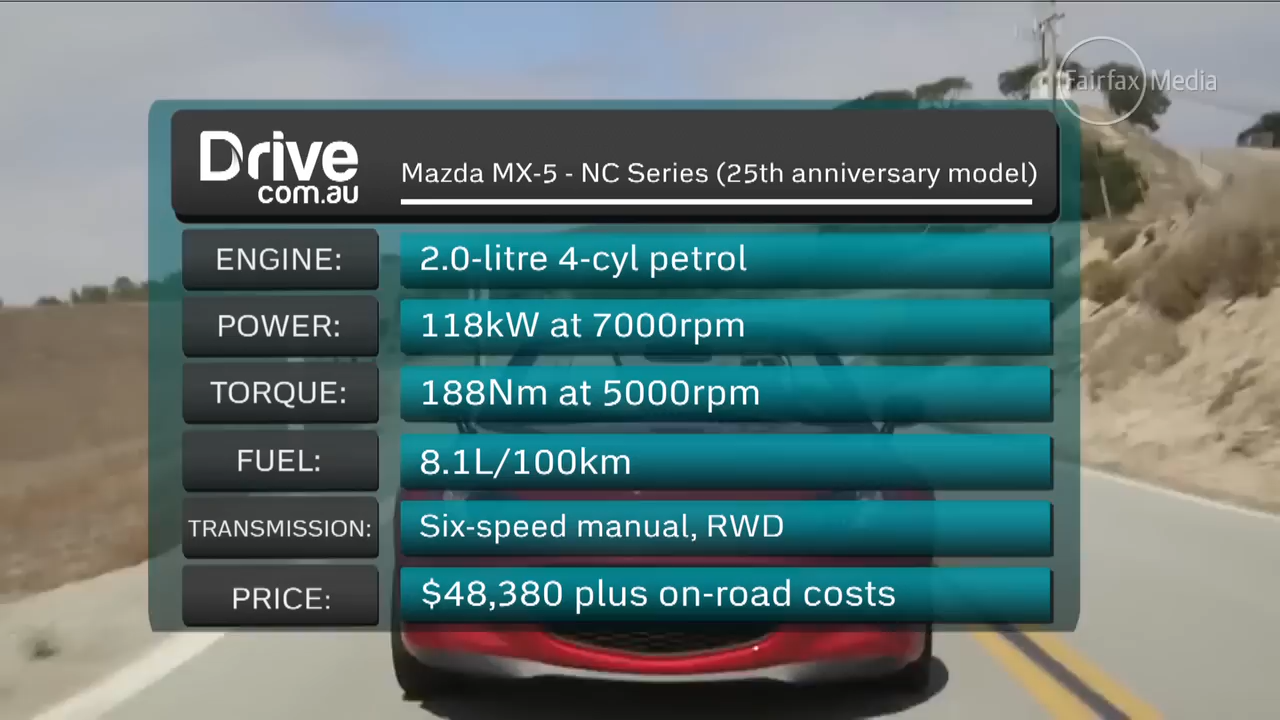 Fairfax Media
Drive
com.au
Mazda MX-5 - NC Series (25th anniversary model)
ENGINE: 2.0-litre 4-cyl petrol
POWER: 118kW at 7000rpm
TORQUE: 188Nm at 5000rpm
FUEL: 8.1L/100km
TRANSMISSION: Six-speed manual, RWD
PRICE: $48,380 plus on-road costs